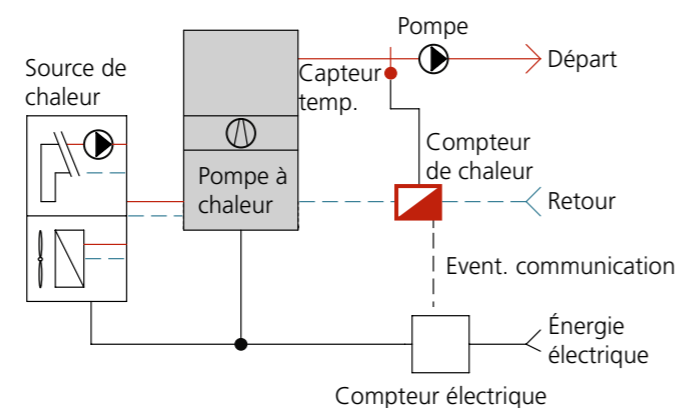 Pompe
Source de
chaleur
Capteur
temp.
Départ
Compteur
de chaleur
Pompe à
chaleur
Retour
Event. communication
Énergie
électrique
Compteur électrique